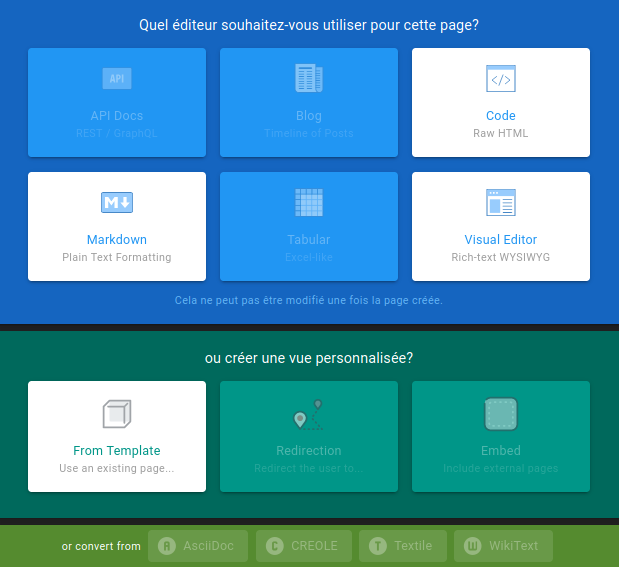 Quel éditeur souhaitez-vous utiliser pour cette page?
API
API Docs
REST / GraphQL
Blog
Timeline of Posts
</>
Code
Raw HTML
M
Markdown
Plain Text Formatting
Tabular
Excel-like
Visual Editor
Rich-text WYSIWYG
Cela ne peut pas être modifié une fois la page créée.
ou créer une vue personnalisée?
From Template
Use an existing page...
Redirection
Redirect the user to...
Embed
Include external pages
or convert from A AsciiDoc C CREOLE T Textile W WikiText